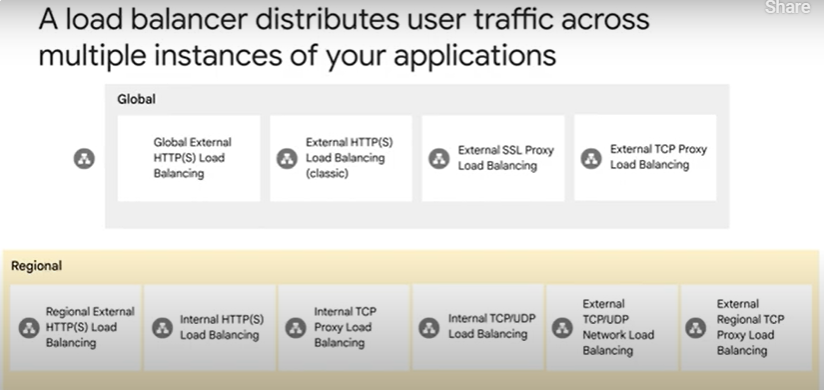 Share
A load balancer distributes user traffic across
multiple instances of your applications
Global
Global External
HTTP(S) Load
Balancing
External HTTP(S)
Load Balancing
(classic)
External SSL Proxy
Load Balancing
External TCP Proxy
Load Balancing
Regional
Regional External
HTTP(S) Load
Balancing
Internal HTTP(S)
Load Balancing
Internal TCP
Proxy Load
Balancing
Internal TCP/UDP
Load Balancing
External
TCP/UDP
Network Load
Balancing
External
Regional TCP
Proxy Load
Balancing